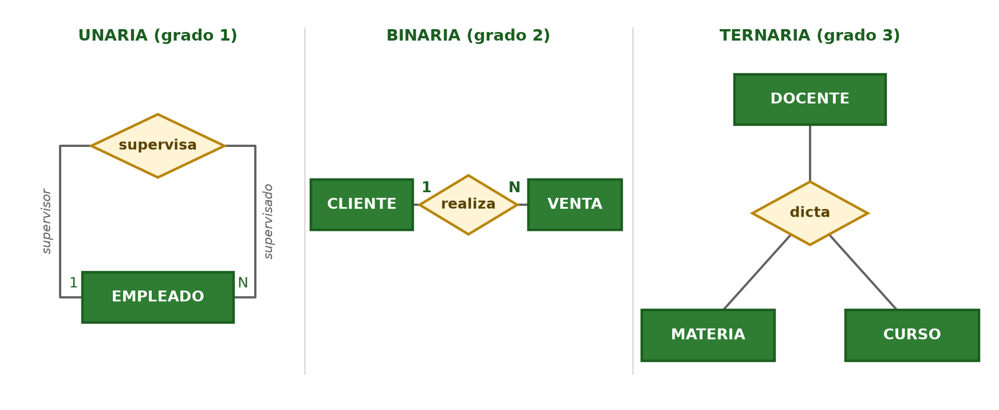 UNARIA (grado 1)
supervisa
supervisor
supervisado
1
N
EMPLEADO
BINARIA (grado 2)
1
N
CLIENTE
realiza
VENTA
TERNARIA (grado 3)
DOCENTE
dicta
MATERIA
CURSO